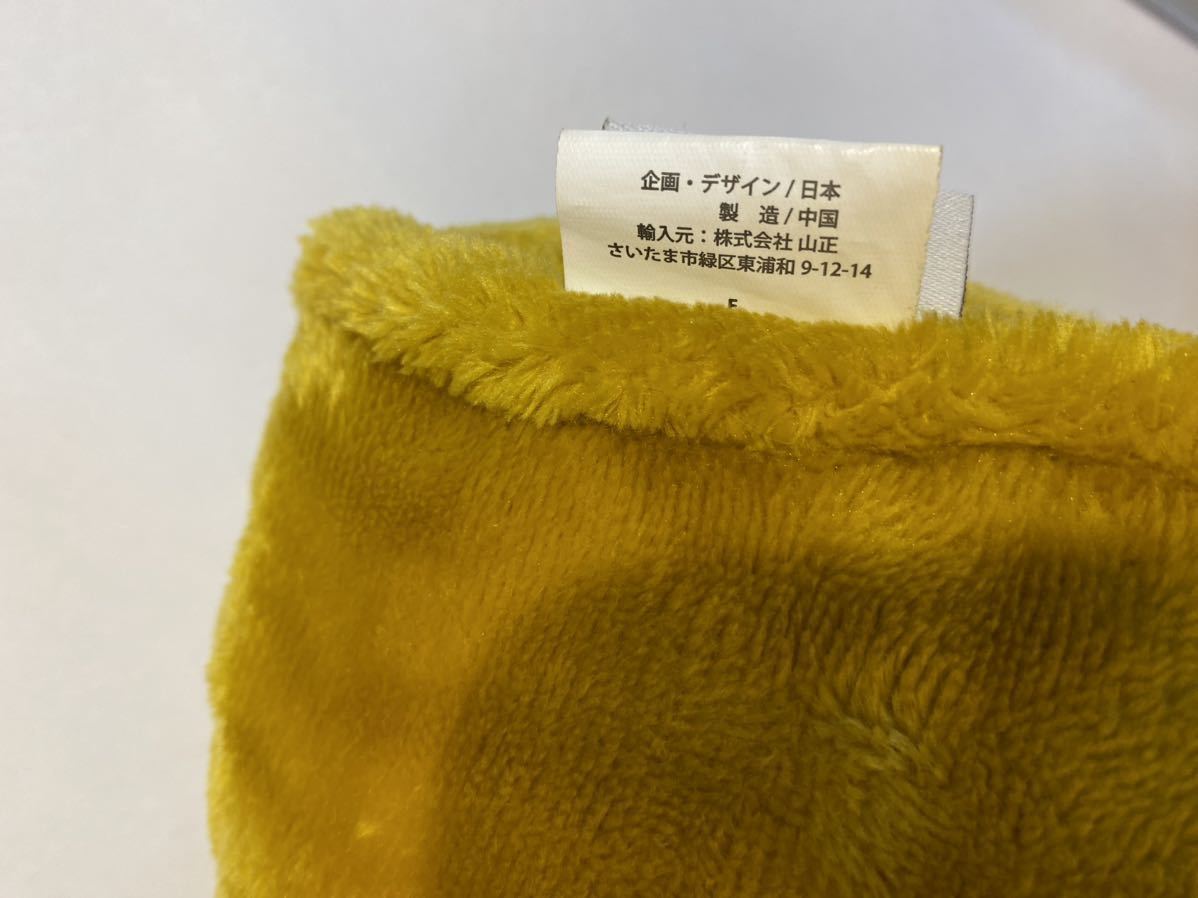 企画・デザイン/日本
製　造/中国
輸入元：株式会社 山正
さいたま市緑区東浦和 9-12-14